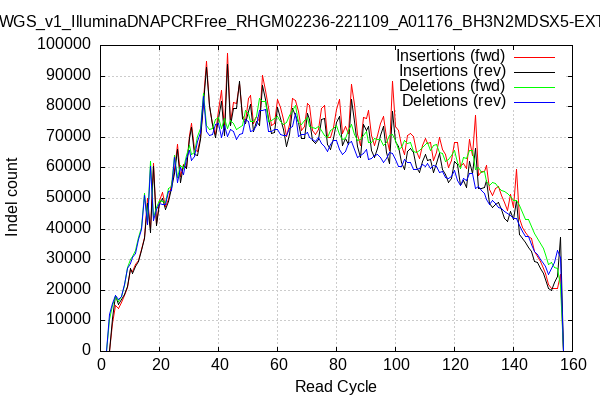 WGS_v1_IlluminaDNAPCRFree_RHGM02236-221109_A01176_BH3N2MDSX5-EXT
Insertions (fwd)
Insertions (rev)
Deletions (fwd)
Deletions (rev)
100000
90000
80000
70000
60000
50000
40000
30000
20000
10000
0
Indel count
0 20 40 60 80 100 120 140 160
Read Cycle